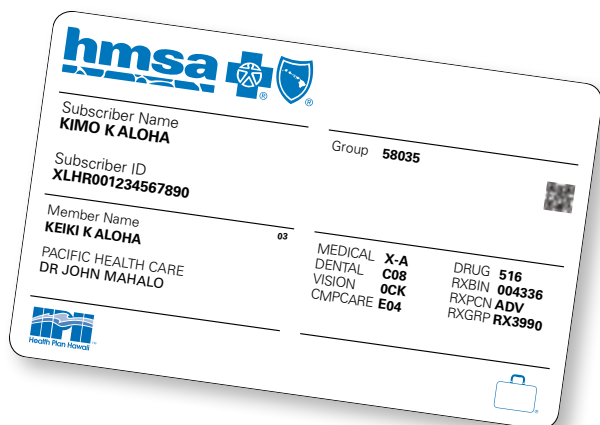 hmsa
Subscriber Name
KIMO K ALOHA
Subscriber ID
XLHR001234567890
Group 58035
Member Name
KEIKI K ALOHA 03
PACIFIC HEALTH CARE
DR JOHN MAHALO
MEDICAL X-A
DENTAL C08
VISION 0CK
CMPCARE E04
DRUG 516
RXBIN 004336
RXPCN ADV
RXGRP RX3990
HPH
Health Plan Hawaii